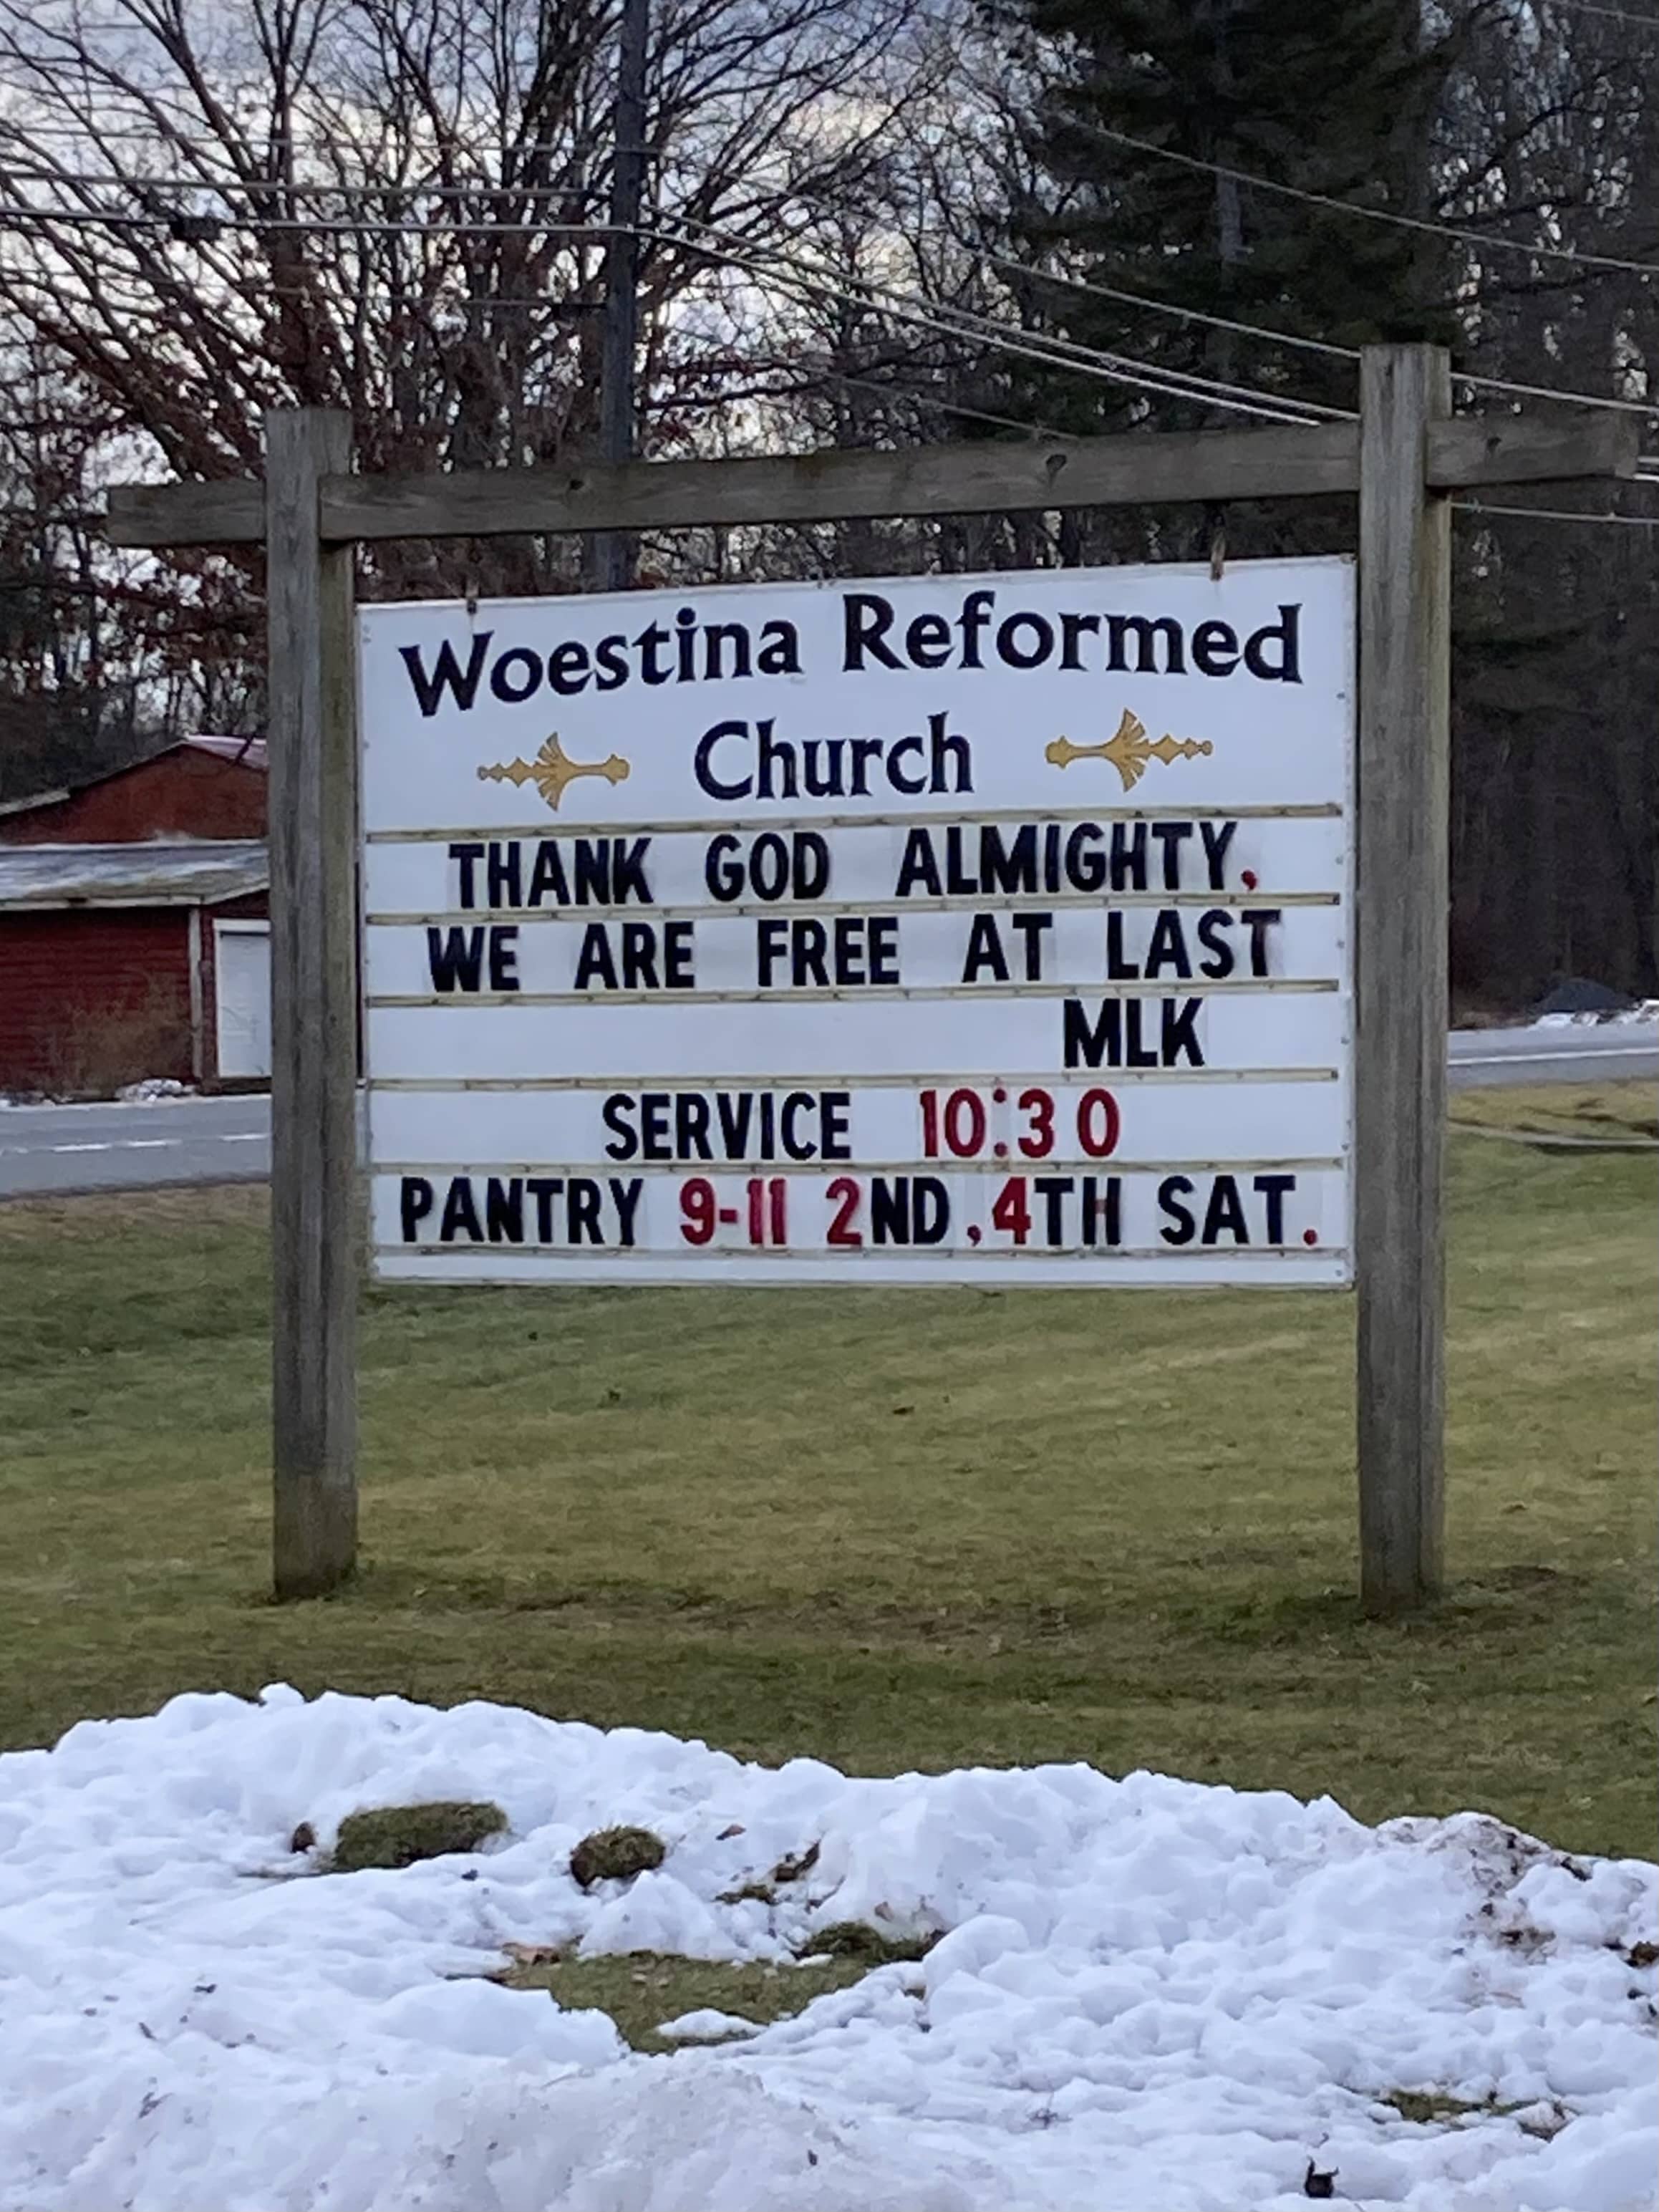 Woestina Reformed
Church
THANK GOD ALMIGHTY,
WE ARE FREE AT LAST
MLK
SERVICE 10:30
PANTRY 9-11 2ND,4TH SAT.